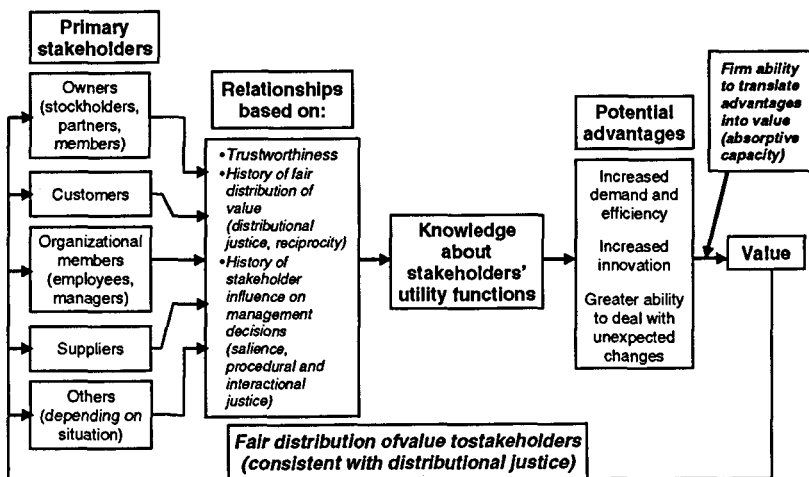 Primary
stakeholders
Owners
(stockholders,
partners,
members)
Customers
Organizational
members
(employees,
managers)
Suppliers
Others
(depending on
situation)
Relationships
based on:
•Trustworthiness
•History of fair
distribution of
value
(distributional
justice, reciprocity)
•History of
stakeholder
influence on
management
decisions
(salience,
procedural and
interactional
justice)
Knowledge
about
stakeholders'
utility functions
Potential
advantages
Increased
demand and
efficiency
Increased
innovation
Greater ability
to deal with
unexpected
changes
Firm ability
to translate
advantages
into value
(absorptive
capacity)
Value
Fair distribution ofvalue tostakeholders
(consistent with distributional justice)